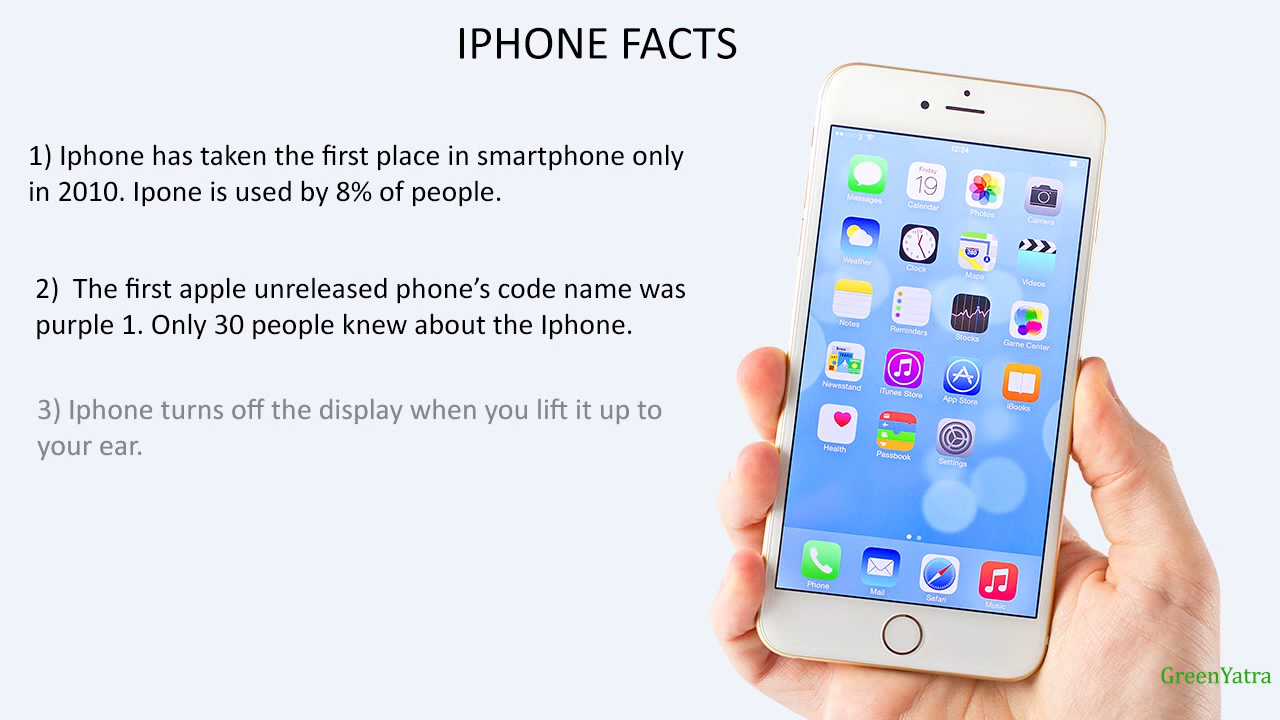 IPHONE FACTS
1) Iphone has taken the first place in smartphone only
in 2010. Ipone is used by 8% of people.
2)  The first apple unreleased phone’s code name was
purple 1. Only 30 people knew about the Iphone.
3) Iphone turns off the display when you lift it up to
your ear.
12:24
Friday
19
Messages
Calendar
Photos
Camera
280
Weather
Clock
Maps
Videos
Notes
Reminders
Stocks
Game Center
Newsstand
iTunes Store
App Store
iBooks
Health
Passbook
Settings
Phone
Mail
Safari
Music
GreenYatra